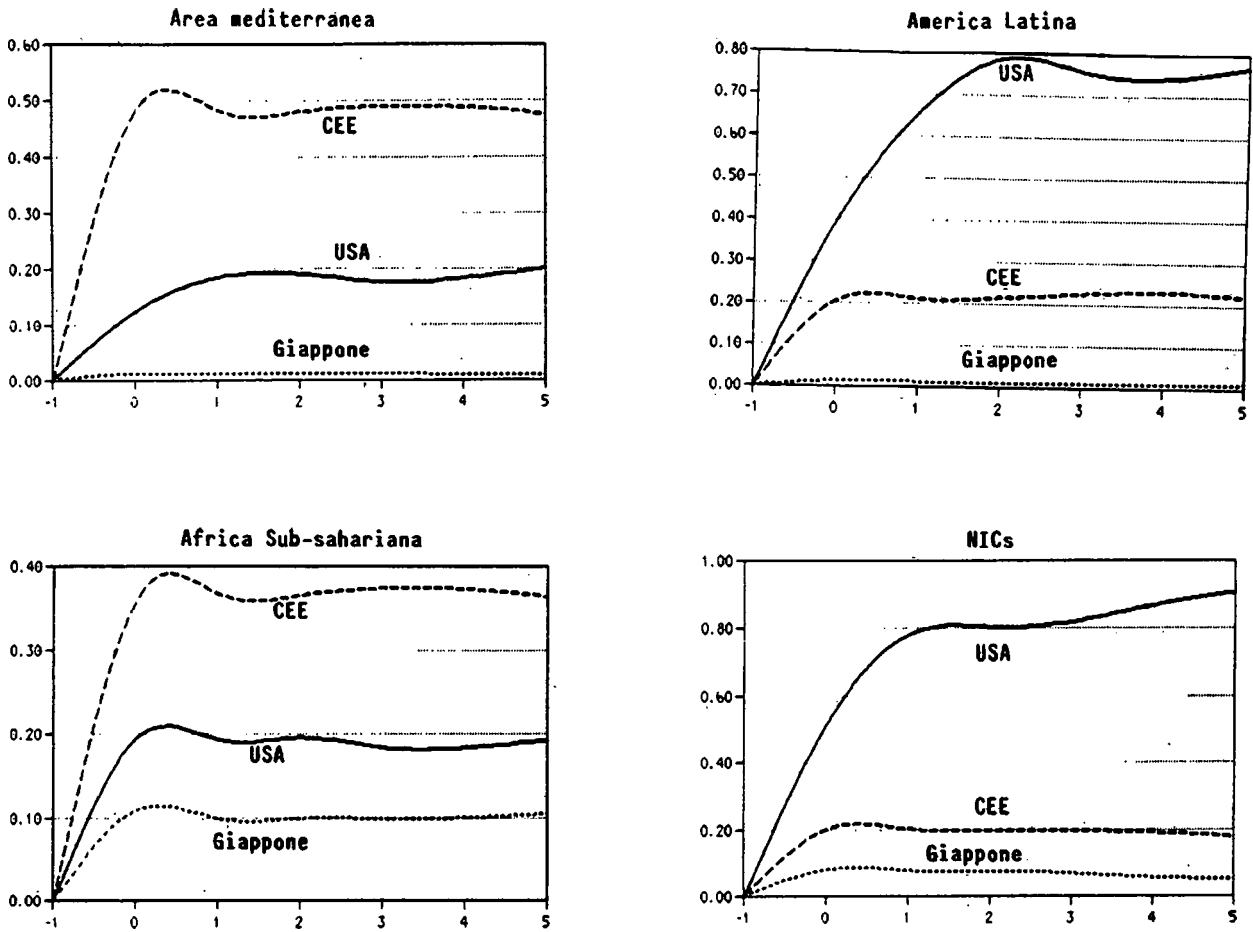 Area mediterranea
0.60
0.50
0.40
0.30
0.20
0.10
0.00
CEE
USA
Giappone
-1 0 1 2 3 4 5
America Latina
0.80
0.70
0.60
0.50
0.40
0.30
0.20
0.10
0.00
USA
CEE
Giappone
-1 0 1 2 3 4 5
Africa Sub-sahariana
0.40
0.30
0.20
0.10
0.00
CEE
USA
Giappone
-1 0 1 2 3 4 5
NICs
1.00
0.80
0.60
0.40
0.20
0.00
USA
CEE
Giappone
-1 0 1 2 3 4 5